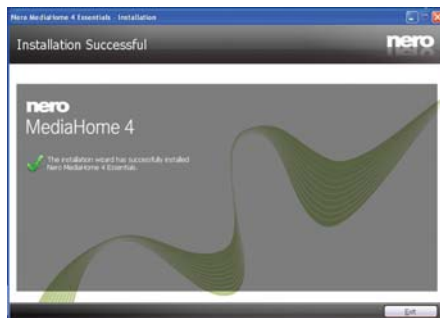 Nero MediaHome 4 Essentials - Installation
Installation Successful
nero
nero
MediaHome 4
The installation wizard has successfully installed
Nero MediaHome 4 Essentials.
Exit